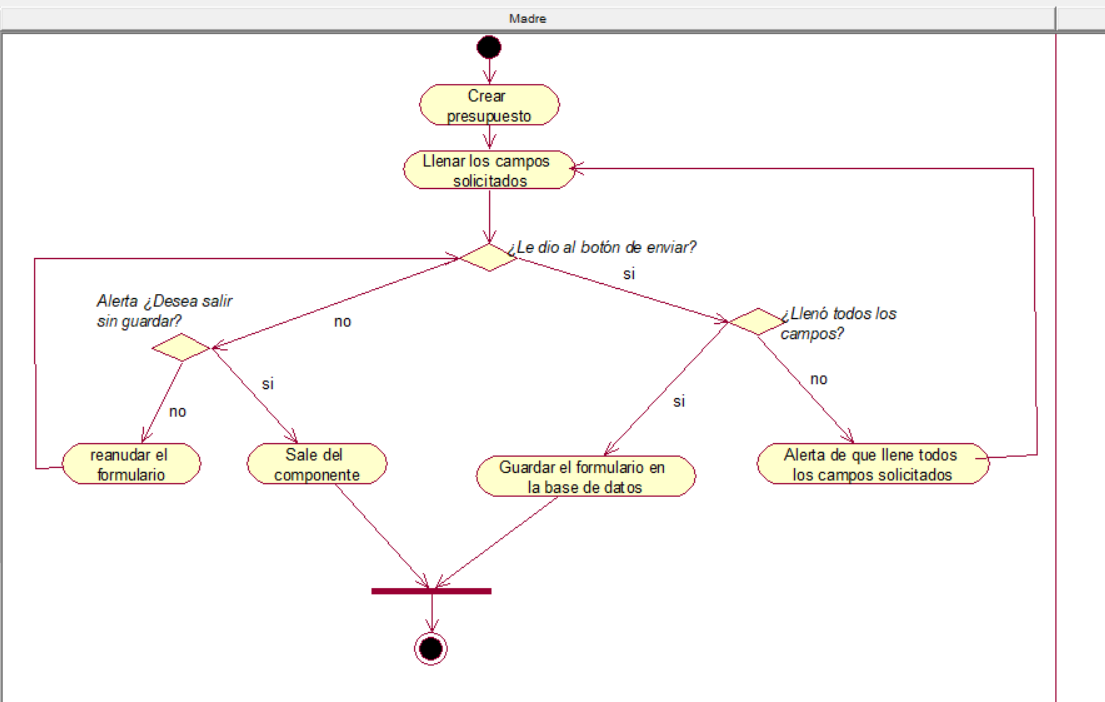 Madre
Crear
presupuesto
Llenar los campos
solicitados
¿Le dio al botón de enviar?
si
Alerta ¿Desea salir
sin guardar?
no
¿Llenó todos los
campos?
si
no
no
si
reanudar el
formulario
Sale del
componente
Guardar el formulario en
la base de datos
Alerta de que llene todos
los campos solicitados